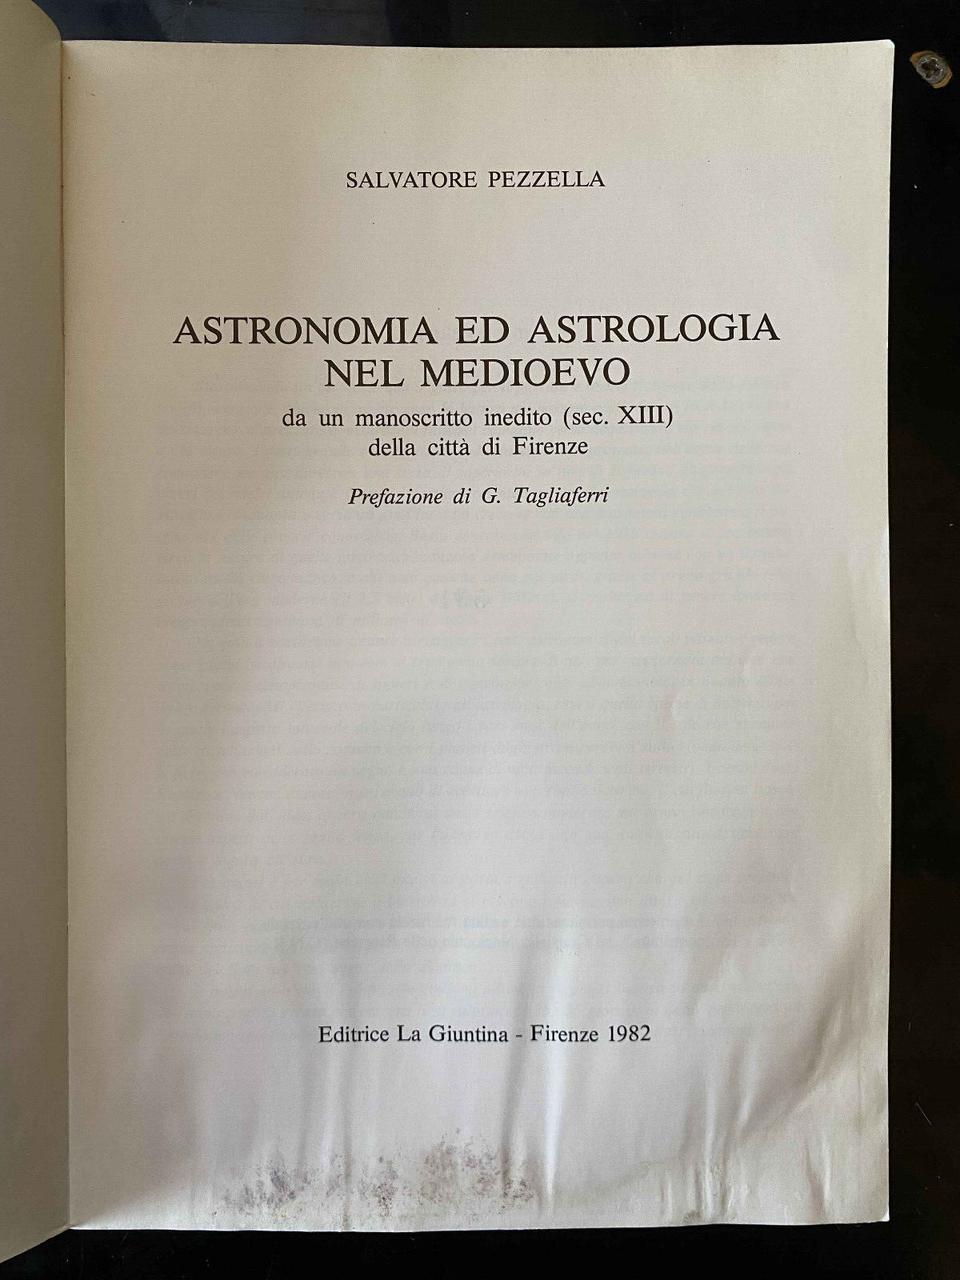 SALVATORE PEZZELLA
ASTRONOMIA ED ASTROLOGIA
NEL MEDIOEVO
da un manoscritto inedito (sec. XIII)
della città di Firenze
Prefazione di G. Tagliaferri
Editrice La Giuntina - Firenze 1982